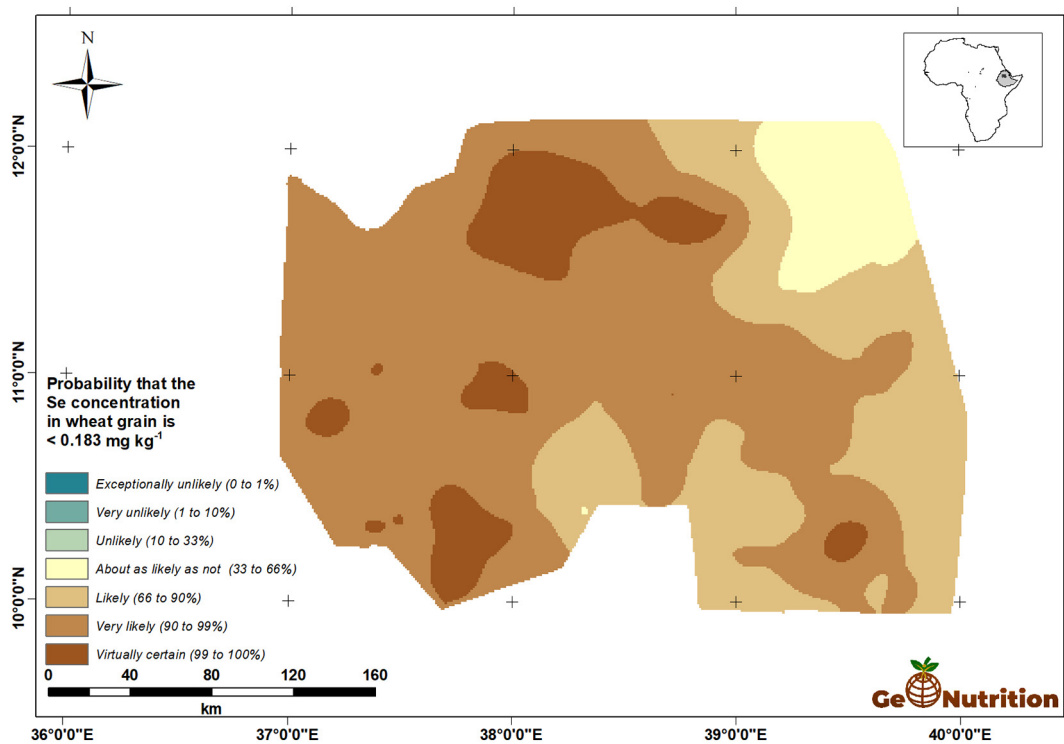 N
12°0'0"N
11°0'0"N
10°0'0"N
Probability that the
Se concentration
in wheat grain is
< 0.183 mg kg⁻¹
Exceptionally unlikely (0 to 1%)
Very unlikely (1 to 10%)
Unlikely (10 to 33%)
About as likely as not (33 to 66%)
Likely (66 to 90%)
Very likely (90 to 99%)
Virtually certain (99 to 100%)
0 40 80 120 160
km
GeoNutrition
36°0'0"E 37°0'0"E 38°0'0"E 39°0'0"E 40°0'0"E